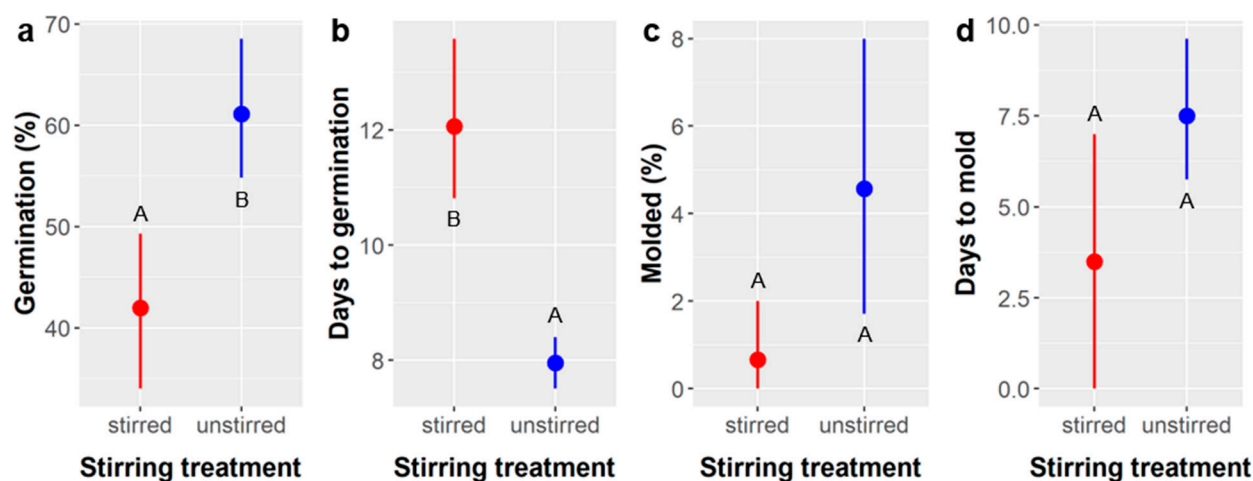 a
Germination (%)
70
60
50
40
A
B
stirred
unstirred
Stirring treatment
b
Days to germination
12
10
8
B
A
stirred
unstirred
Stirring treatment
c
Molded (%)
8
6
4
2
0
A
A
stirred
unstirred
Stirring treatment
d
Days to mold
10.0
7.5
5.0
2.5
0.0
A
A
stirred
unstirred
Stirring treatment